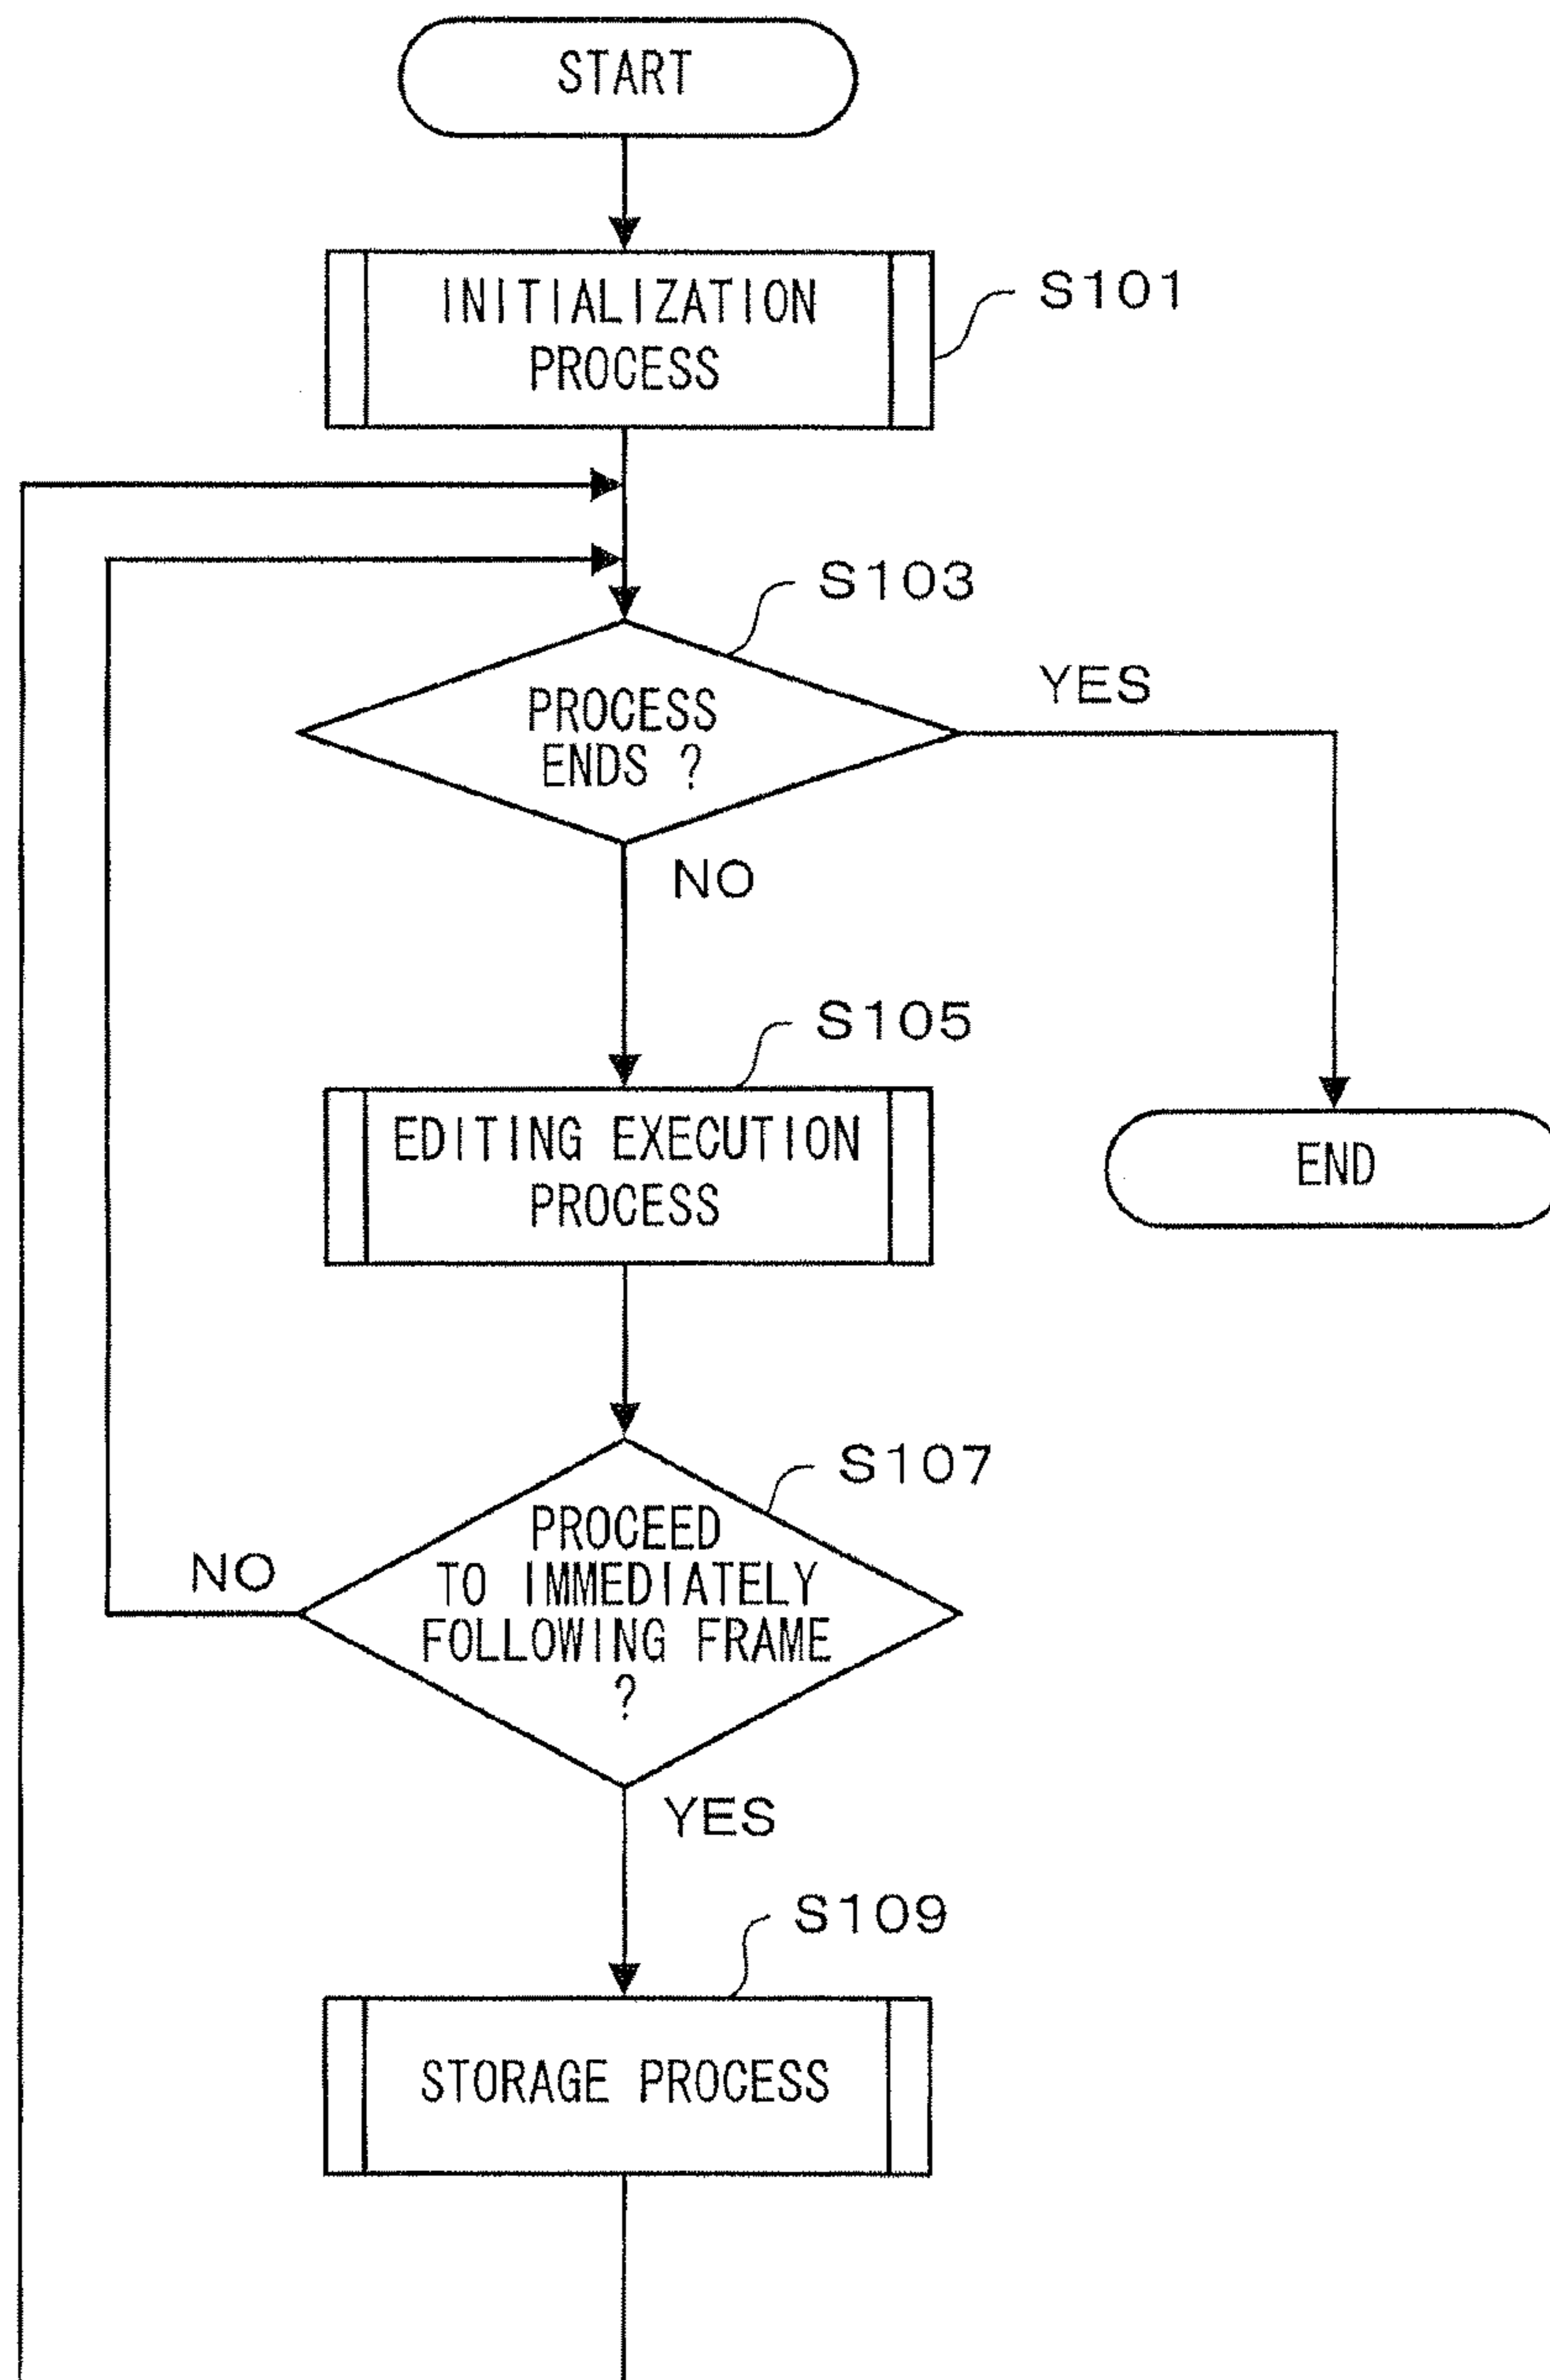 START
INITIALIZATION
PROCESS
S101
S103
PROCESS
ENDS ?
YES
NO
S105
EDITING EXECUTION
PROCESS
END
S107
PROCEED
TO IMMEDIATELY
FOLLOWING FRAME
?
NO
YES
S109
STORAGE PROCESS